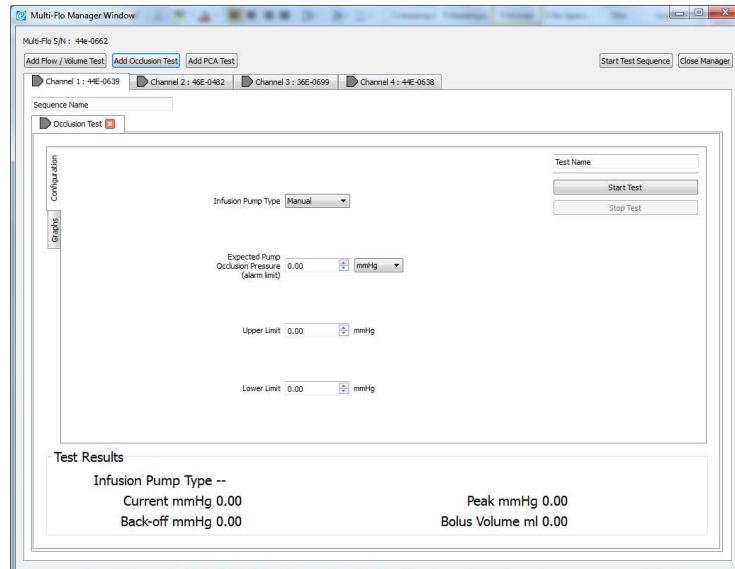 Multi-Flo Manager Window
Multi-Flo S/N : 44e-0662
Add Flow / Volume Test Add Occlusion Test Add PCA Test Start Test Sequence Close Manager
Channel 1 : 44E-0639 Channel 2 : 46E-0482 Channel 3 : 36E-0699 Channel 4 : 44E-0638
Sequence Name
Occlusion Test
Configuration
Graphs
Test Name
Start Test
Stop Test
Infusion Pump Type Manual
Expected Pump
Occlusion Pressure 0.00 mmHg
(alarm limit)
Upper Limit 0.00 mmHg
Lower Limit 0.00 mmHg
Test Results
Infusion Pump Type --
Current mmHg 0.00 Peak mmHg 0.00
Back-off mmHg 0.00 Bolus Volume ml 0.00